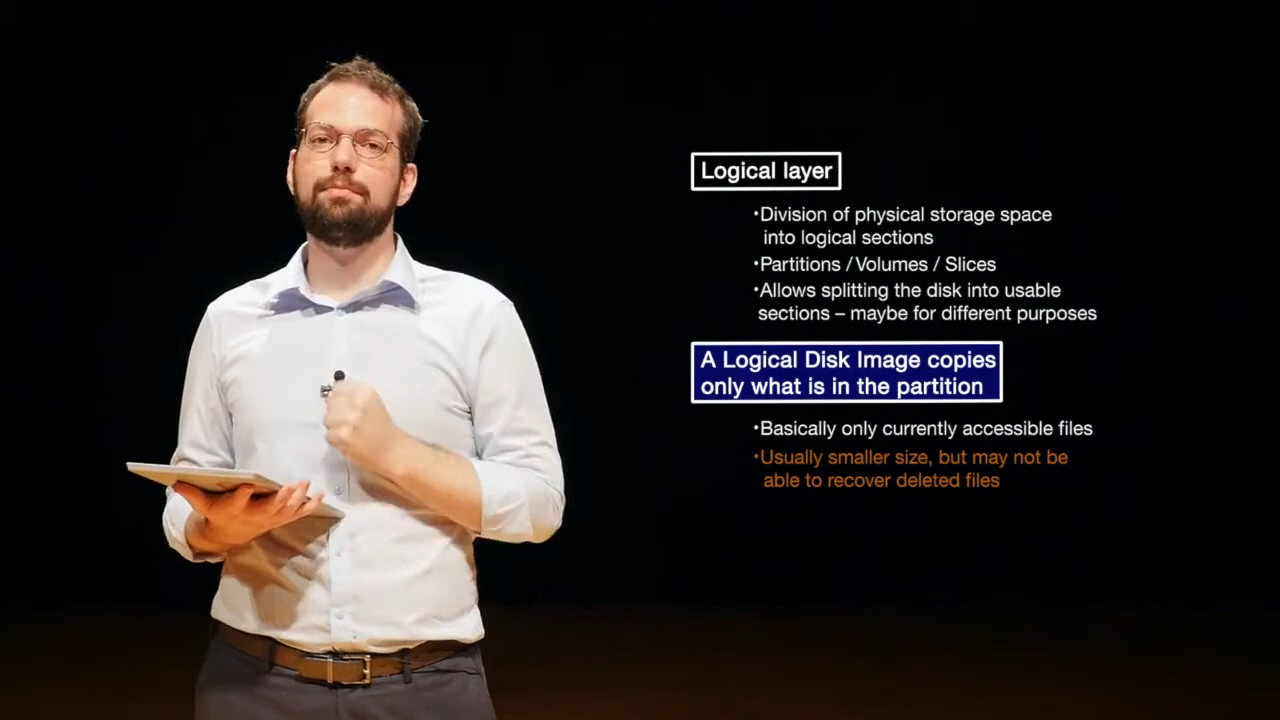 Logical layer
•Division of physical storage space
into logical sections
•Partitions / Volumes / Slices
•Allows splitting the disk into usable
sections – maybe for different purposes
A Logical Disk Image copies
only what is in the partition
•Basically only currently accessible files
•Usually smaller size, but may not be
able to recover deleted files